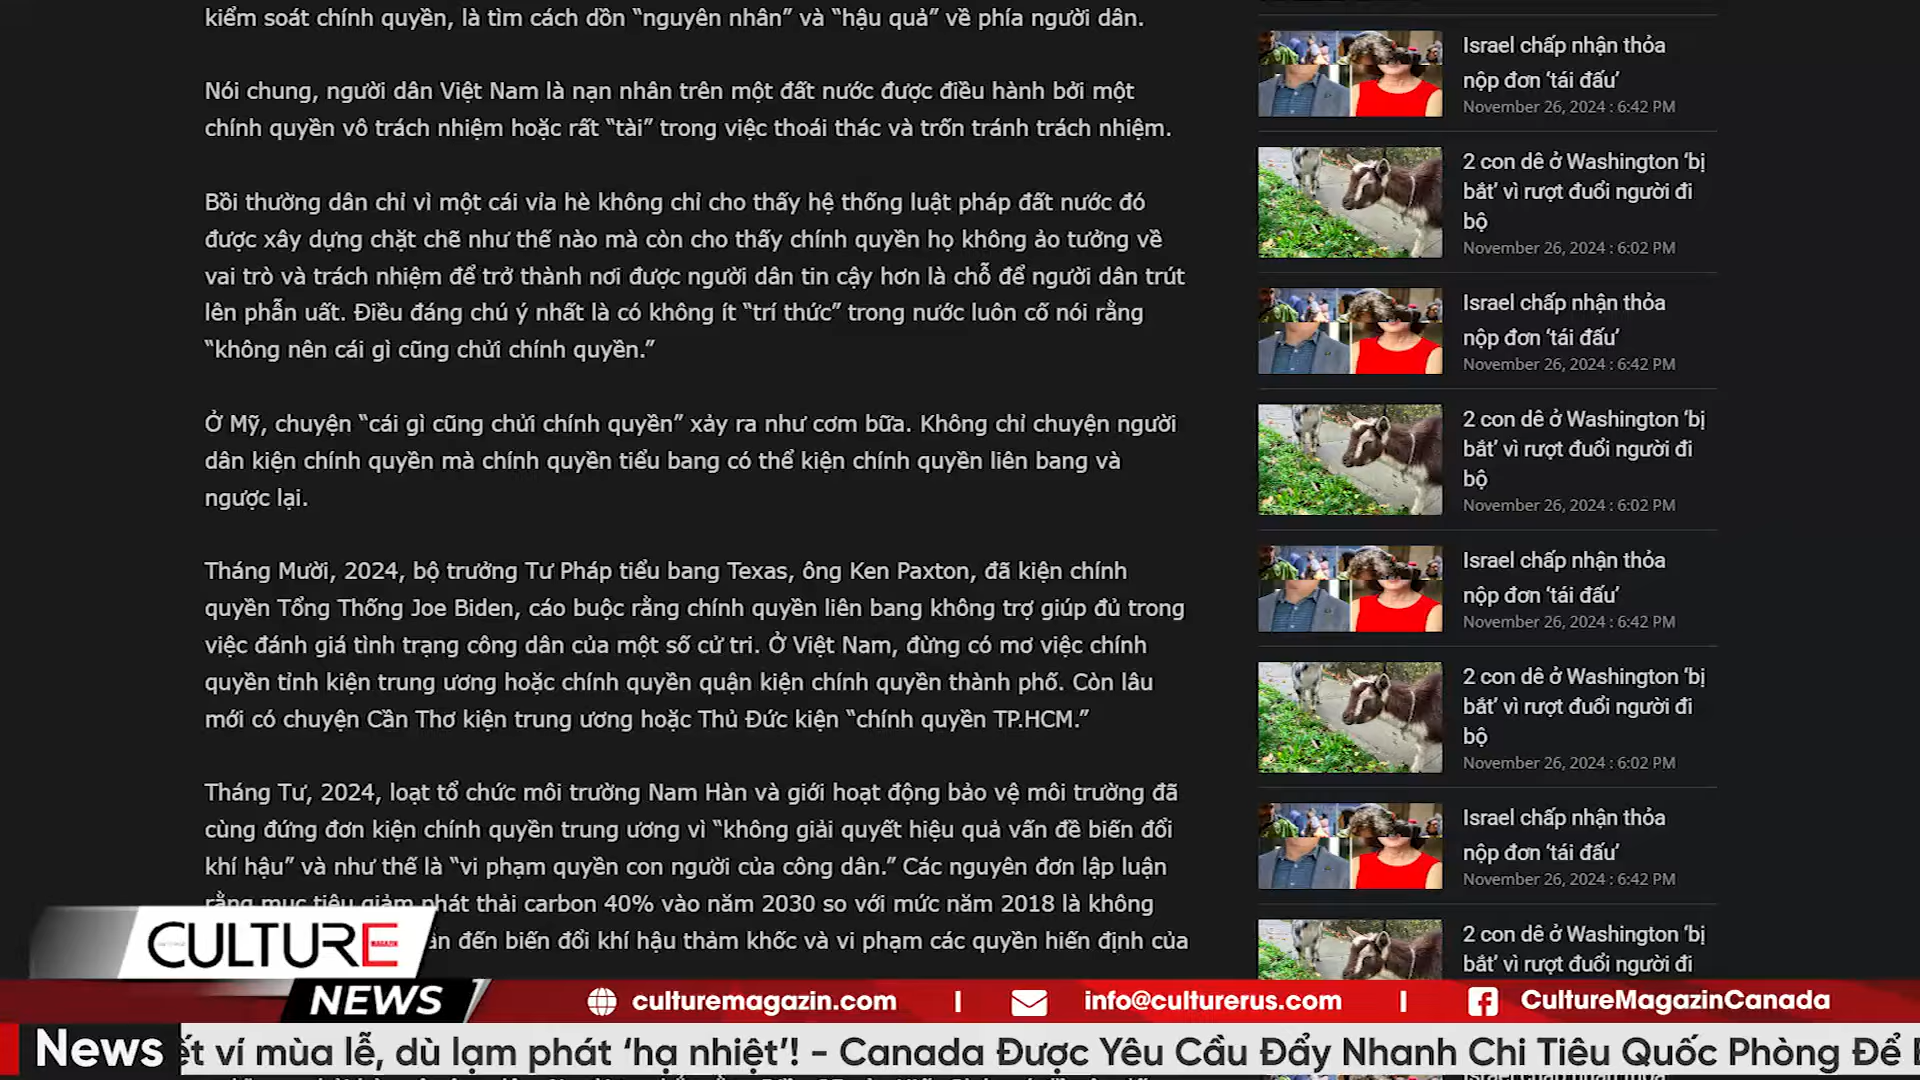 kiểm soát chính quyền, là tìm cách dồn “nguyên nhân” và “hậu quả” về phía người dân.
Nói chung, người dân Việt Nam là nạn nhân trên một đất nước được điều hành bởi một
chính quyền vô trách nhiệm hoặc rất “tài” trong việc thoái thác và trốn tránh trách nhiệm.
Bồi thường dân chỉ vì một cái vỉa hè không chỉ cho thấy hệ thống luật pháp đất nước đó
được xây dựng chặt chẽ như thế nào mà còn cho thấy chính quyền họ không ảo tưởng về
vai trò và trách nhiệm để trở thành nơi được người dân tin cậy hơn là chỗ để người dân trút
lên phẫn uất. Điều đáng chú ý nhất là có không ít “trí thức” trong nước luôn cố nói rằng
“không nên cái gì cũng chửi chính quyền.”
Ở Mỹ, chuyện “cái gì cũng chửi chính quyền” xảy ra như cơm bữa. Không chỉ chuyện người
dân kiện chính quyền mà chính quyền tiểu bang có thể kiện chính quyền liên bang và
ngược lại.
Tháng Mười, 2024, bộ trưởng Tư Pháp tiểu bang Texas, ông Ken Paxton, đã kiện chính
quyền Tổng Thống Joe Biden, cáo buộc rằng chính quyền liên bang không trợ giúp đủ trong
việc đánh giá tình trạng công dân của một số cử tri. Ở Việt Nam, đừng có mơ việc chính
quyền tỉnh kiện trung ương hoặc chính quyền quận kiện chính quyền thành phố. Còn lâu
mới có chuyện Cần Thơ kiện trung ương hoặc Thủ Đức kiện “chính quyền TP.HCM.”
Tháng Tư, 2024, loạt tổ chức môi trường Nam Hàn và giới hoạt động bảo vệ môi trường đã
cùng đứng đơn kiện chính quyền trung ương vì “không giải quyết hiệu quả vấn đề biến đổi
khí hậu” và như thế là “vi phạm quyền con người của công dân.” Các nguyên đơn lập luận
rằng mục tiêu giảm phát thải carbon 40% vào năm 2030 so với mức năm 2018 là không
đến biến đổi khí hậu thảm khốc và vi phạm các quyền hiến định của
Israel chấp nhận thỏa
nộp đơn ‘tái đấu’
November 26, 2024 : 6:42 PM
2 con dê ở Washington ‘bị
bắt’ vì rượt đuổi người đi
bộ
November 26, 2024 : 6:02 PM
Israel chấp nhận thỏa
nộp đơn ‘tái đấu’
November 26, 2024 : 6:42 PM
2 con dê ở Washington ‘bị
bắt’ vì rượt đuổi người đi
bộ
November 26, 2024 : 6:02 PM
Israel chấp nhận thỏa
nộp đơn ‘tái đấu’
November 26, 2024 : 6:42 PM
2 con dê ở Washington ‘bị
bắt’ vì rượt đuổi người đi
bộ
November 26, 2024 : 6:02 PM
Israel chấp nhận thỏa
nộp đơn ‘tái đấu’
November 26, 2024 : 6:42 PM
2 con dê ở Washington ‘bị
bắt’ vì rượt đuổi người đi
CULTURE
MAGAZIN
NEWS
culturemagazin.com | info@culturerus.com | CultureMagazinCanada
News
ví mùa lễ, dù lạm phát ‘hạ nhiệt’! - Canada Được Yêu Cầu Đẩy Nhanh Chi Tiêu Quốc Phòng Để